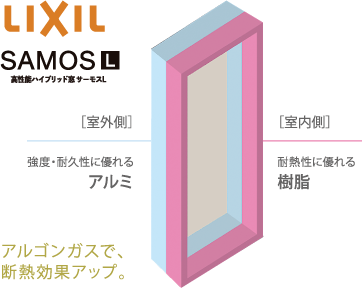 LIXIL
SAMOS L
高性能ハイブリッド窓 サーモスL
［室外側］
強度・耐久性に優れる
アルミ
［室内側］
耐熱性に優れる
樹脂
アルゴンガスで、
断熱効果アップ。